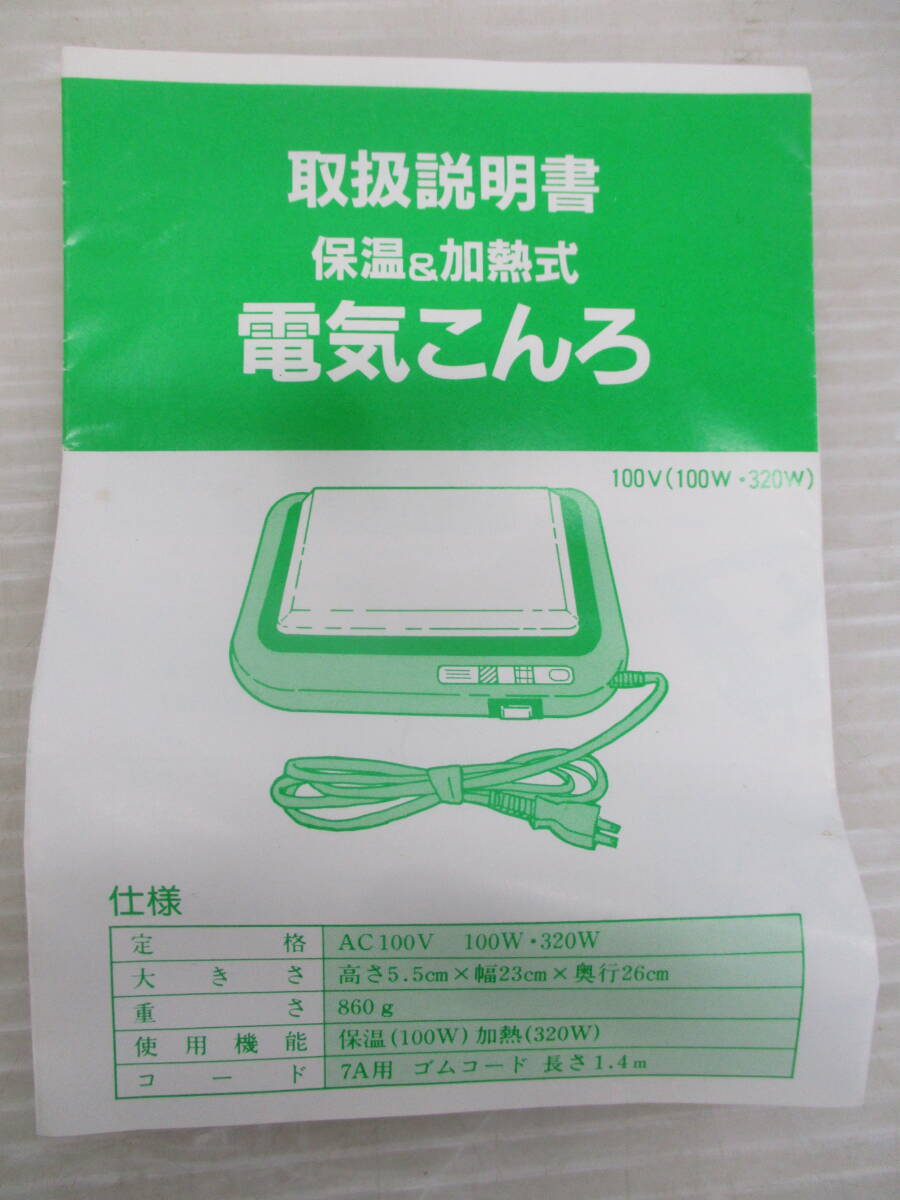 取扱説明書
保温&加熱式
電気こんろ
100V(100W・320W)
仕様
定格 AC100V 100W・320W
大きさ 高さ5.5cm×幅23cm×奥行26cm
重さ 860g
使用機能 保温(100W)加熱(320W)
コード 7A用 ゴムコード 長さ1.4m